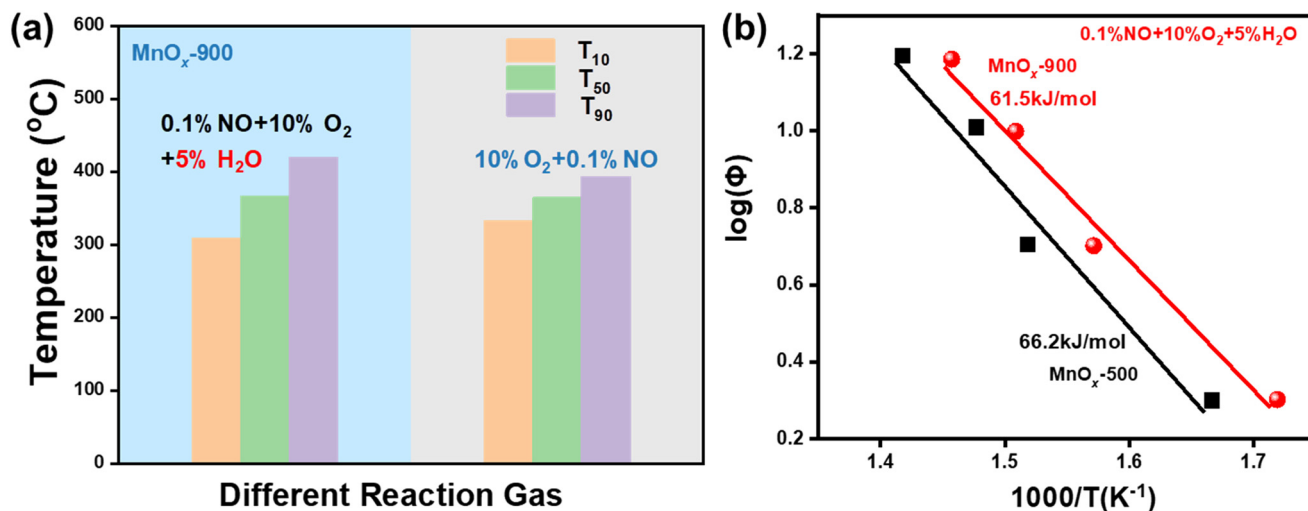 (a)
MnOₓ-900
T₁₀
T₅₀
T₉₀
0.1% NO+10% O₂
+5% H₂O
10% O₂+0.1% NO
Temperature (°C)
600
500
400
300
200
100
0
Different Reaction Gas
(b)
0.1%NO+10%O₂+5%H₂O
MnOₓ-900
61.5kJ/mol
66.2kJ/mol
MnOₓ-500
log(Φ)
1.2
1.0
0.8
0.6
0.4
0.2
1.4
1.5
1.6
1.7
1000/T(K⁻¹)